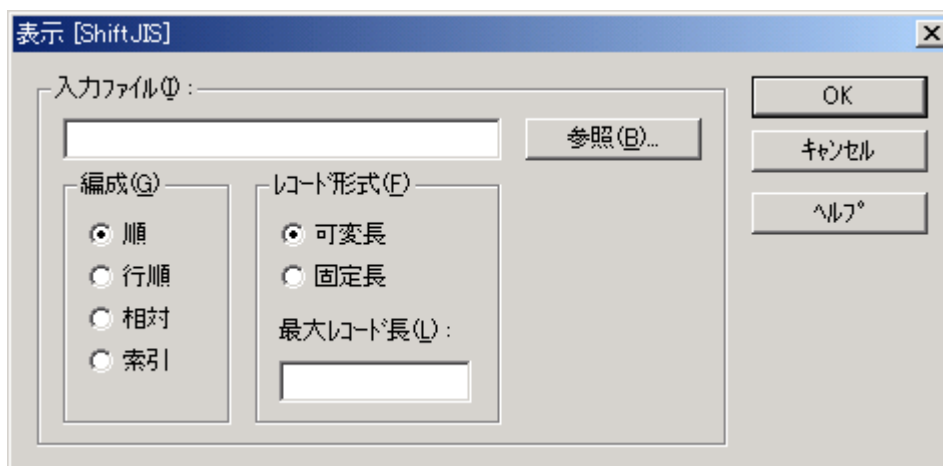 表示 [ShiftJIS]
入力ファイル(I) :
参照(B)...
OK
キャンセル
ヘルプ
編成(G)
順
行順
相対
索引
レコード形式(F)
可変長
固定長
最大レコード長(L) :